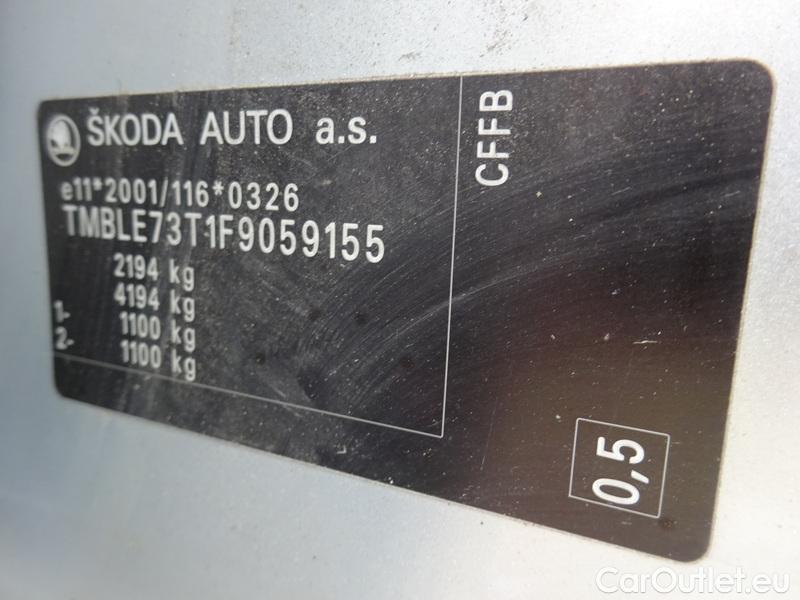 ŠKODA AUTO a.s.
e11*2001/116*0326
TMBLE73T1F9059155
2194 kg
4194 kg
1- 1100 kg
2- 1100 kg
CFFB
0,5
CarOutlet.eu